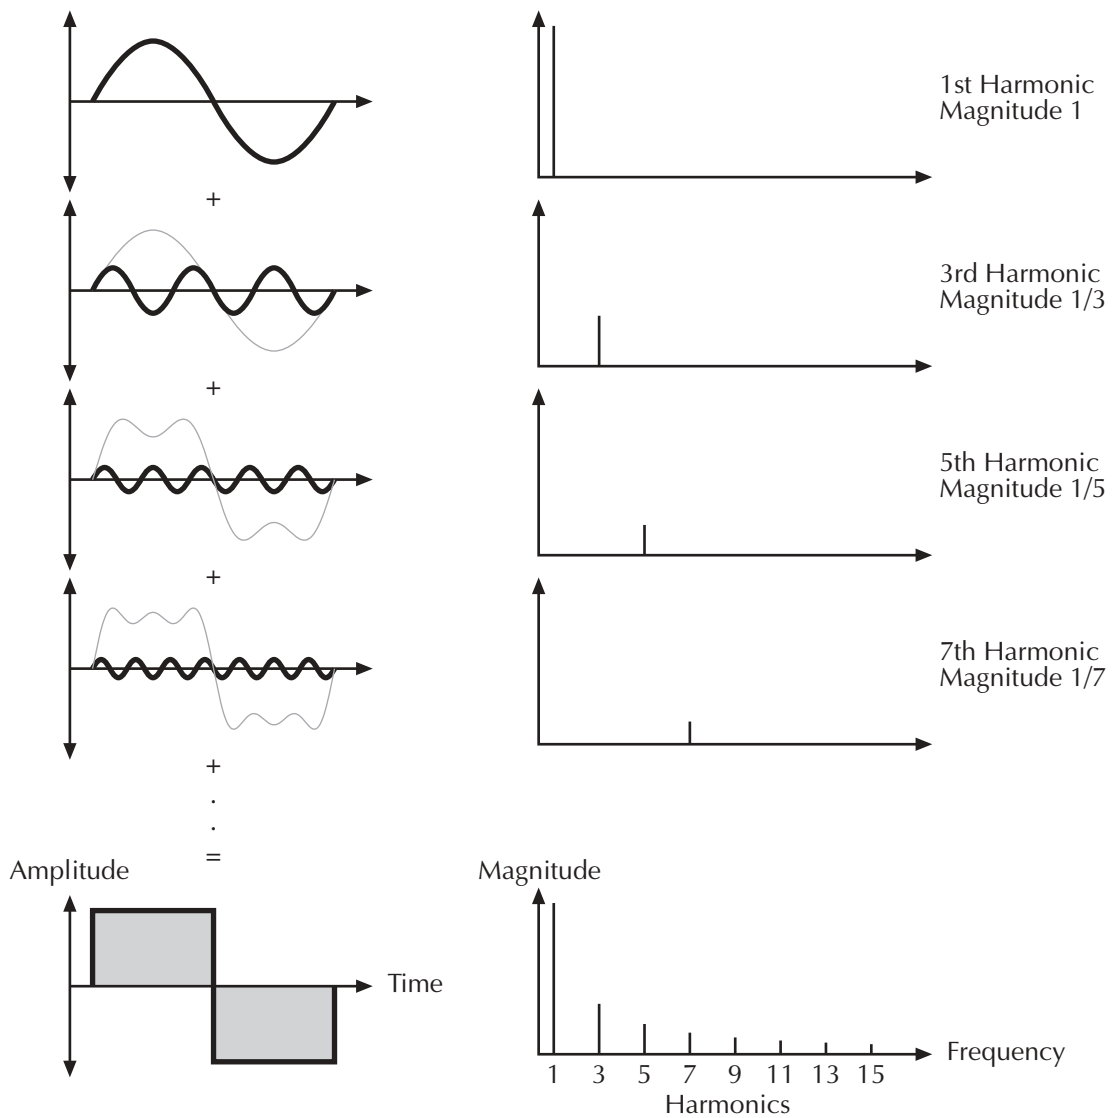 1st Harmonic
Magnitude 1
+
3rd Harmonic
Magnitude 1/3
+
5th Harmonic
Magnitude 1/5
+
7th Harmonic
Magnitude 1/7
+
.
.
=
Amplitude
Magnitude
Time
Frequency
1 3 5 7 9 11 13 15
Harmonics